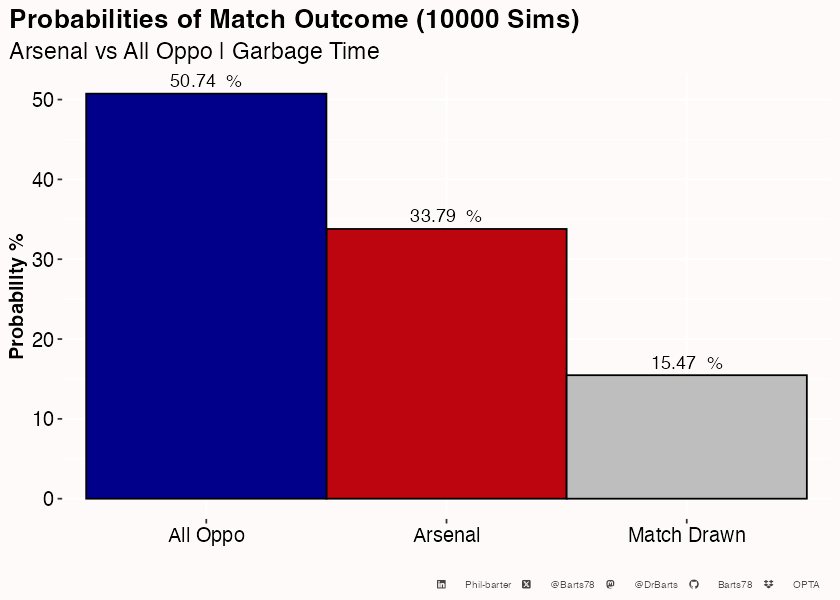 Probabilities of Match Outcome (10000 Sims)
Arsenal vs All Oppo | Garbage Time
50.74 %
50
40
33.79 %
30
Probability %
20
15.47 %
10
0
All Oppo Arsenal Match Drawn
Phil-barter @Barts78 @DrBarts Barts78 OPTA